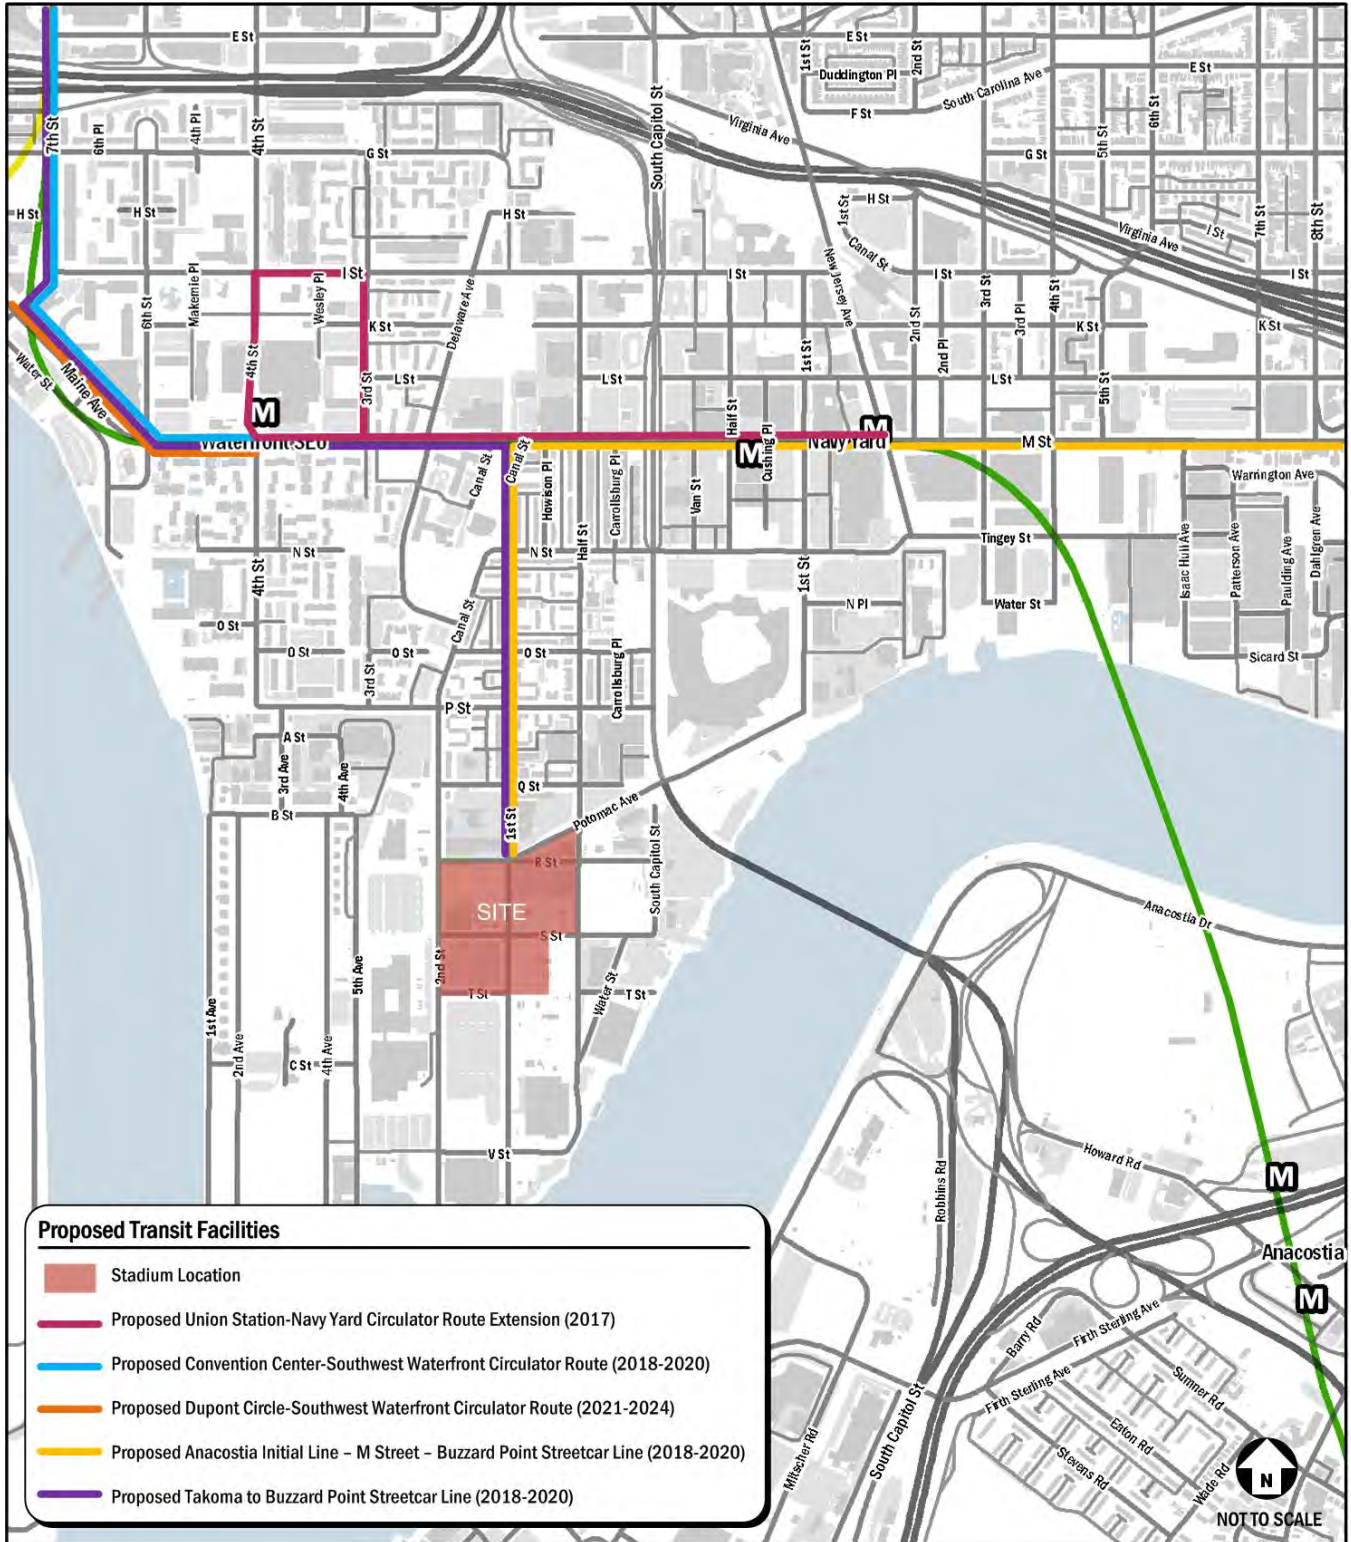 E St
E St
E St
1st St
2nd St
Duddington Pl
South Carolina Ave
F St
6th St
7th St
6th Pl
4th Pl
4th St
G St
South Capitol St
Virginia Ave
5th St
G St
H St
H St
H St
1st St
H St
Canal St
Virginia Ave
I St
7th St
8th St
I St
I St
I St
I St
6th St
Makemie Pl
Wesley Pl
Delaware Ave
New Jersey Ave
3rd St
4th St
K St
2nd St
3rd Pl
K St
K St
Water St
Maine Ave
4th St
3rd St
L St
L St
1st St
2nd Pl
L St
5th St
M
M
M
Waterfront-SEU
Navy Yard
M St
Half St
Cushing Pl
Canal St
Canal St
Howison Pl
Carrollsburg Pl
Van St
Warrington Ave
N St
4th St
N St
Half St
1st St
Tingey St
Isaac Hull Ave
Patterson Ave
Paulding Ave
Dahlgren Ave
N Pl
Water St
O St
Canal St
O St
O St
O St
3rd St
Carrollsburg Pl
Sicard St
P St
A St
3rd Ave
4th Ave
Q St
B St
1st St
Potomac Ave
R St
South Capitol St
SITE
S St
Anacostia Dr
2nd St
5th Ave
T St
Water St
T St
1st Ave
2nd Ave
C St
4th Ave
V St
Howard Rd
Robbins Rd
M
Anacostia
M
Barry Rd
Firth Sterling Ave
Firth Sterling Ave
Sumner Rd
Eaton Rd
Stevens Rd
Wade Rd
Mitscher Rd
South Capitol St
N
NOT TO SCALE
Proposed Transit Facilities
Stadium Location
Proposed Union Station-Navy Yard Circulator Route Extension (2017)
Proposed Convention Center-Southwest Waterfront Circulator Route (2018-2020)
Proposed Dupont Circle-Southwest Waterfront Circulator Route (2021-2024)
Proposed Anacostia Initial Line – M Street – Buzzard Point Streetcar Line (2018-2020)
Proposed Takoma to Buzzard Point Streetcar Line (2018-2020)